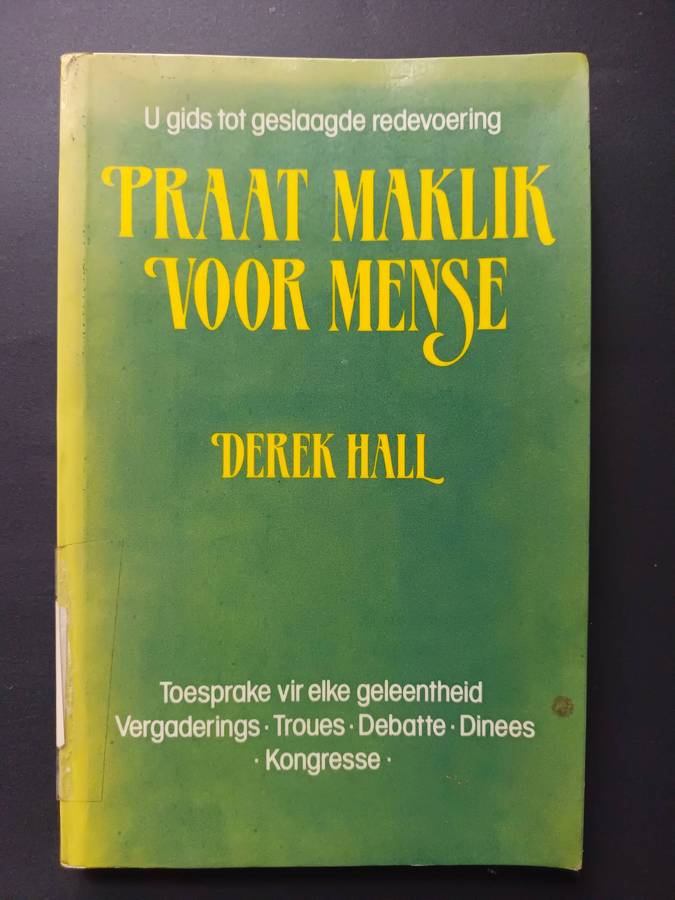 U gids tot geslaagde redevoering
PRAAT MAKLIK
VOOR MENSE
DEREK HALL
Toesprake vir elke geleentheid
Vergaderings · Troues · Debatte · Dinees
· Kongresse ·